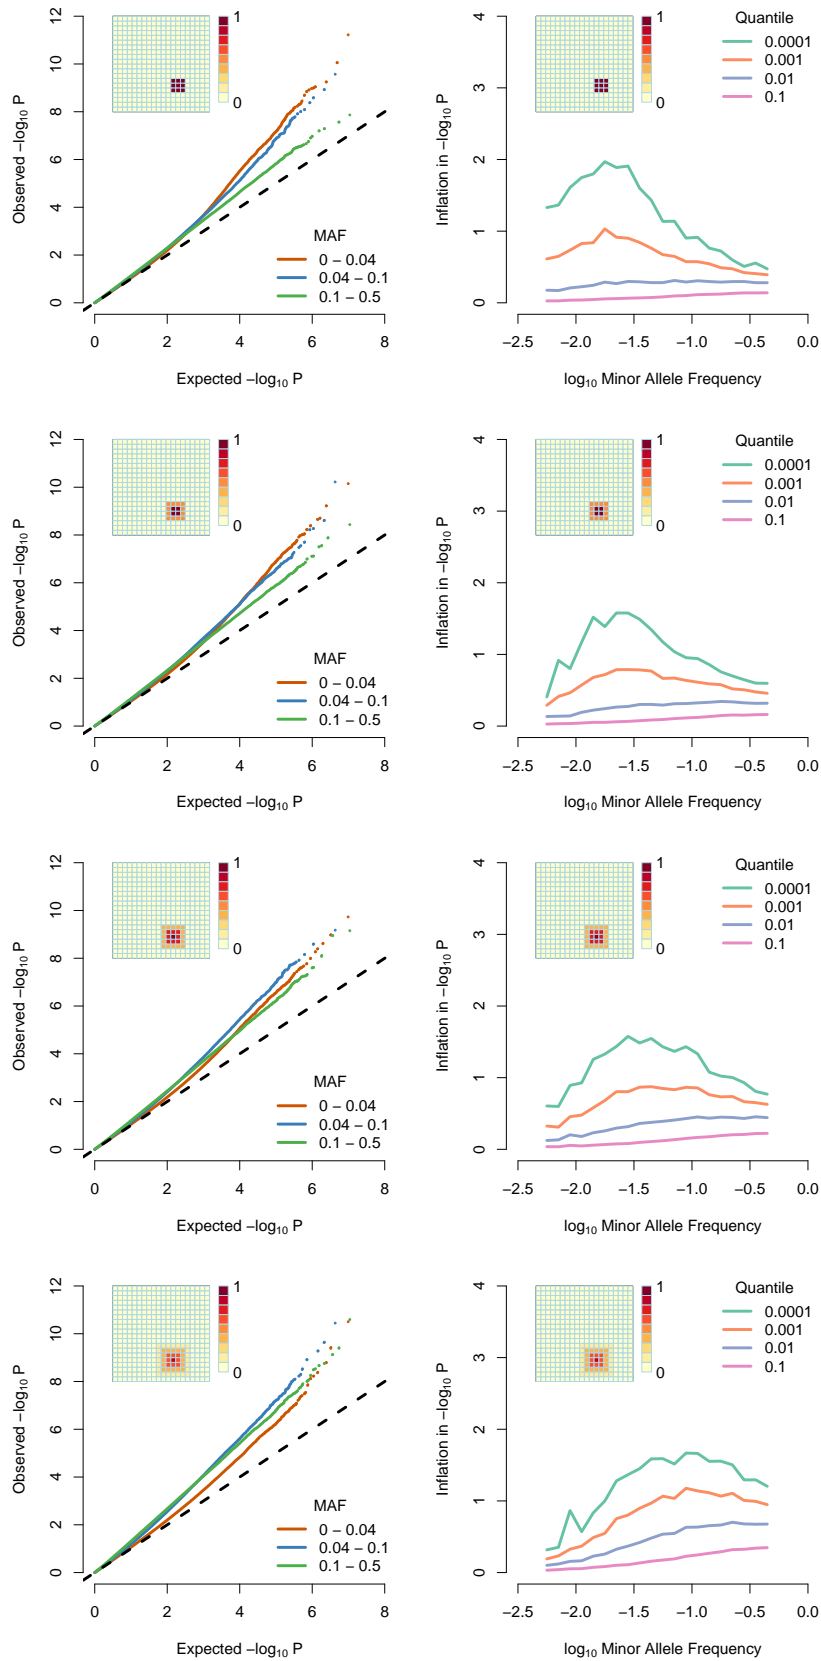 Observed −log10 P
0 2 4 6 8 10 12
1
0
MAF
0 − 0.04
0.04 − 0.1
0.1 − 0.5
0 2 4 6 8
Expected −log10 P
Inflation in −log10 P
0 1 2 3 4
1
0
Quantile
0.0001
0.001
0.01
0.1
−2.5 −2.0 −1.5 −1.0 −0.5 0.0
log10 Minor Allele Frequency
Observed −log10 P
0 2 4 6 8 10 12
1
0
MAF
0 − 0.04
0.04 − 0.1
0.1 − 0.5
0 2 4 6 8
Expected −log10 P
Inflation in −log10 P
0 1 2 3 4
1
0
Quantile
0.0001
0.001
0.01
0.1
−2.5 −2.0 −1.5 −1.0 −0.5 0.0
log10 Minor Allele Frequency
Observed −log10 P
0 2 4 6 8 10 12
1
0
MAF
0 − 0.04
0.04 − 0.1
0.1 − 0.5
0 2 4 6 8
Expected −log10 P
Inflation in −log10 P
0 1 2 3 4
1
0
Quantile
0.0001
0.001
0.01
0.1
−2.5 −2.0 −1.5 −1.0 −0.5 0.0
log10 Minor Allele Frequency
Observed −log10 P
0 2 4 6 8 10 12
1
0
MAF
0 − 0.04
0.04 − 0.1
0.1 − 0.5
0 2 4 6 8
Expected −log10 P
Inflation in −log10 P
0 1 2 3 4
1
0
Quantile
0.0001
0.001
0.01
0.1
−2.5 −2.0 −1.5 −1.0 −0.5 0.0
log10 Minor Allele Frequency